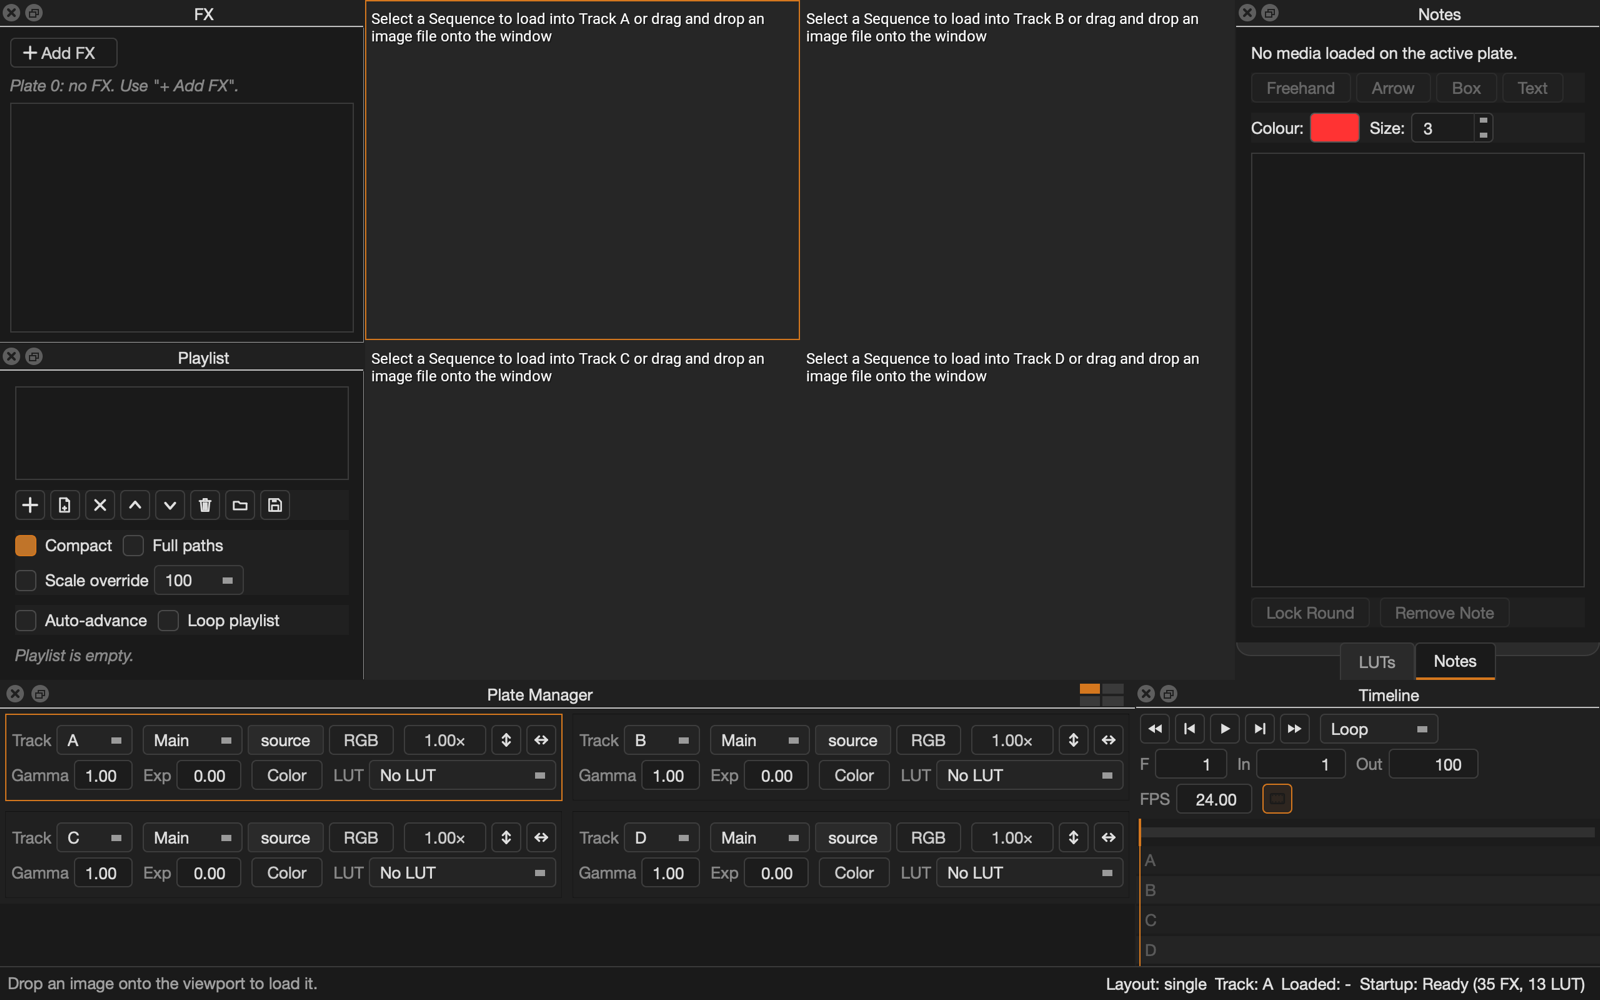 FX
+ Add FX
Plate 0: no FX. Use "+ Add FX".
Select a Sequence to load into Track A or drag and drop an
image file onto the window
Select a Sequence to load into Track B or drag and drop an
image file onto the window
Select a Sequence to load into Track C or drag and drop an
image file onto the window
Select a Sequence to load into Track D or drag and drop an
image file onto the window
Notes
No media loaded on the active plate.
Freehand Arrow Box Text
Colour: Size: 3
Lock Round Remove Note
LUTs Notes
Playlist
Compact Full paths
Scale override 100
Auto-advance Loop playlist
Playlist is empty.
Plate Manager
Track A Main source RGB 1.00×
Gamma 1.00 Exp 0.00 Color LUT No LUT
Track B Main source RGB 1.00×
Gamma 1.00 Exp 0.00 Color LUT No LUT
Track C Main source RGB 1.00×
Gamma 1.00 Exp 0.00 Color LUT No LUT
Track D Main source RGB 1.00×
Gamma 1.00 Exp 0.00 Color LUT No LUT
Timeline
Loop
F 1 In 1 Out 100
FPS 24.00
A
B
C
D
Drop an image onto the viewport to load it.
Layout: single Track: A Loaded: - Startup: Ready (35 FX, 13 LUT)